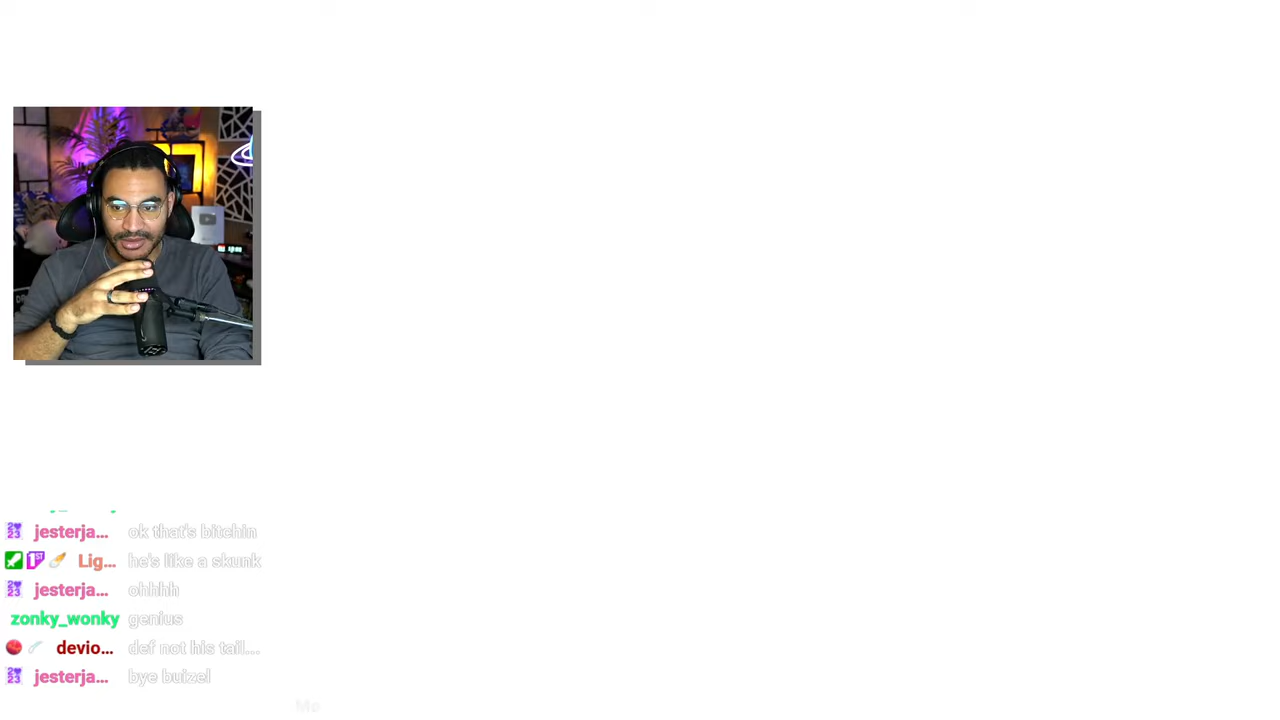 jesterja... ok that's bitchin
Lig... he's like a skunk
jesterja... ohhhh
zonky_wonky genius
devio... def not his tail....
jesterja... bye buizel
Mo